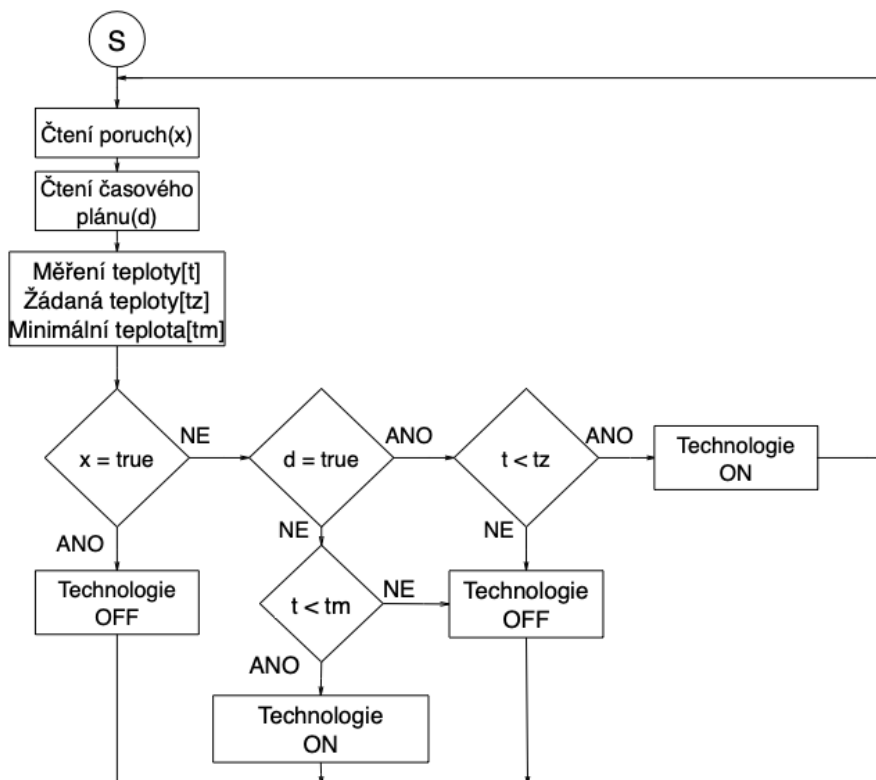 S
Čtení poruch(x)
Čtení časového
plánu(d)
Měření teploty[t]
Žádaná teploty[tz]
Minimální teplota[tm]
x = true
NE
d = true
ANO
t < tz
ANO
Technologie
ON
ANO
NE
NE
Technologie
OFF
t < tm
NE
Technologie
OFF
ANO
Technologie
ON